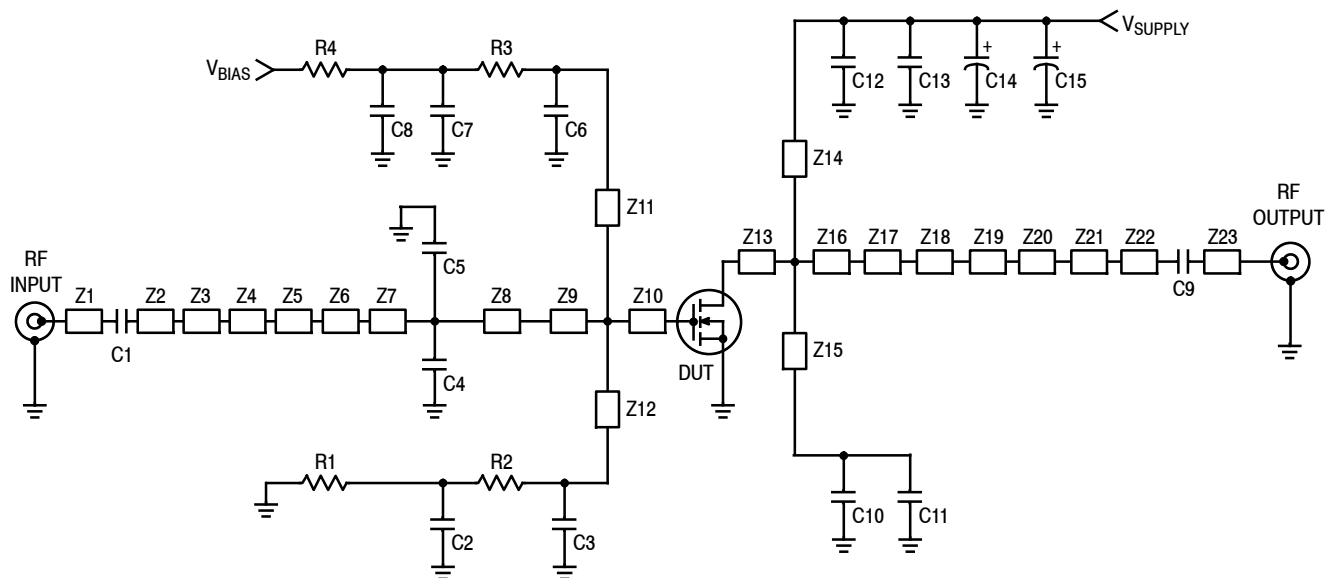 VSUPPLY
R4
R3
VBIAS
C12
C13
+
C14
+
C15
C8
C7
C6
Z14
Z11
RF
OUTPUT
Z13
Z16
Z17
Z18
Z19
Z20
Z21
Z22
Z23
C9
RF
INPUT
C5
Z1
Z2
Z3
Z4
Z5
Z6
Z7
Z8
Z9
Z10
C1
Z15
DUT
C4
Z12
R1
R2
C10
C11
C2
C3